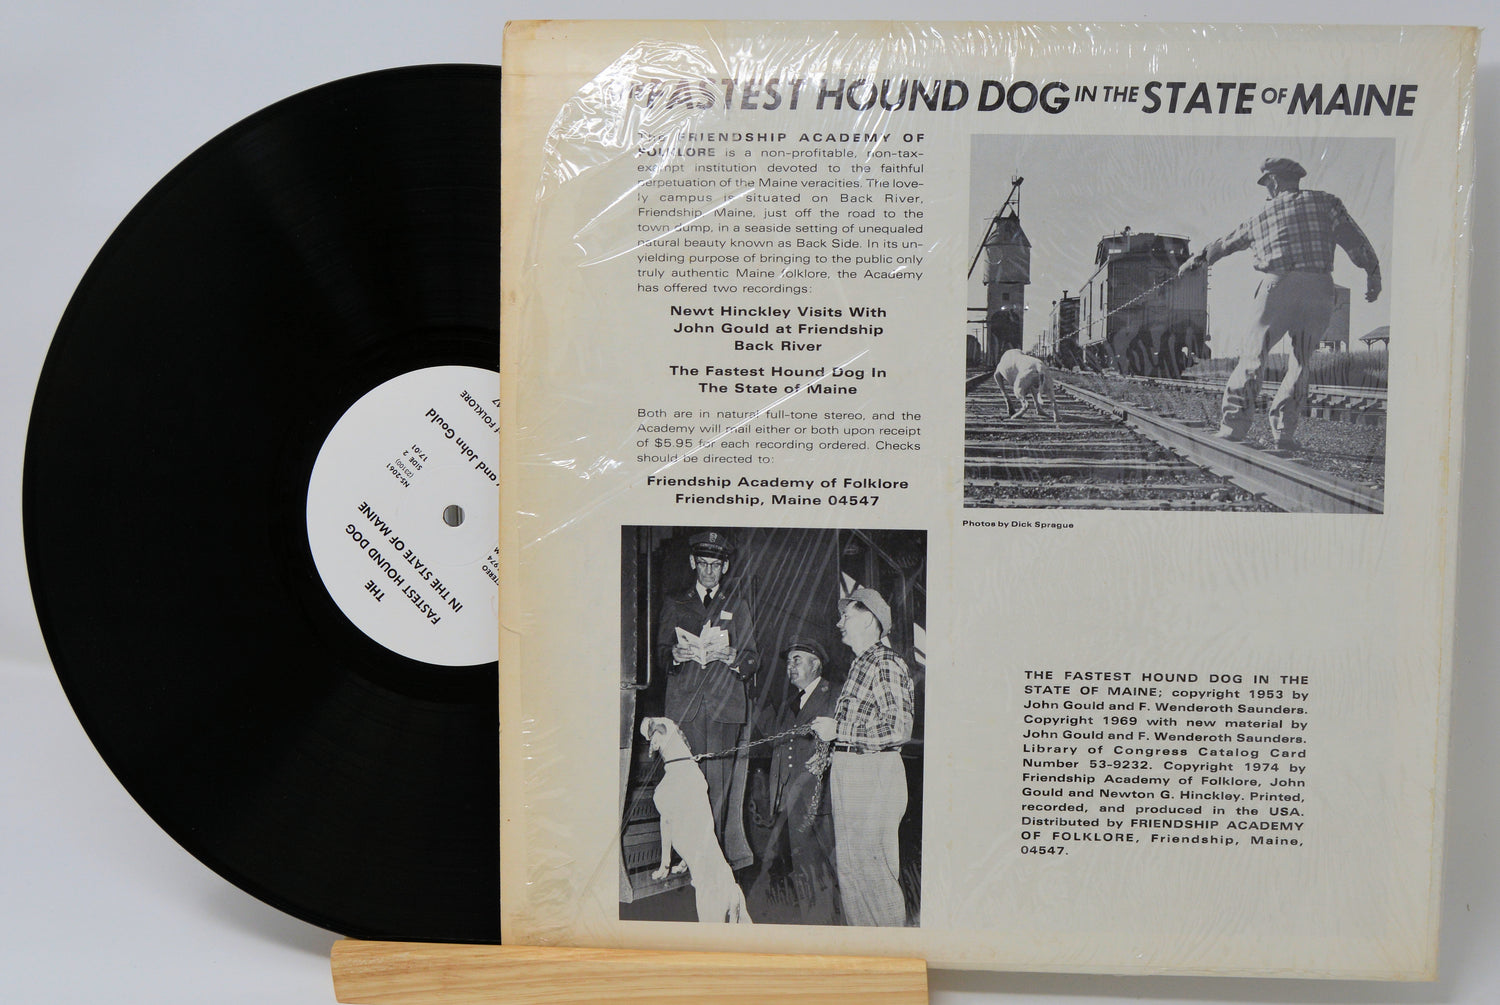 THE FASTEST HOUND DOG IN THE STATE OF MAINE
The FRIENDSHIP ACADEMY OF
FOLKLORE is a non-profitable, non-tax-
exempt institution devoted to the faithful
perpetuation of the Maine veracities. The love-
ly campus is situated on Back River,
Friendship, Maine, just off the road to the
town dump, in a seaside setting of unequaled
natural beauty known as Back Side. In its un-
yielding purpose of bringing to the public only
truly authentic Maine folklore, the Academy
has offered two recordings:
Newt Hinckley Visits With
John Gould at Friendship
Back River
The Fastest Hound Dog In
The State of Maine
Both are in natural full-tone stereo, and the
Academy will mail either or both upon receipt
of $5.95 for each recording ordered. Checks
should be directed to:
Friendship Academy of Folklore
Friendship, Maine 04547
Photos by Dick Sprague
THE FASTEST HOUND DOG IN THE
STATE OF MAINE; copyright 1953 by
John Gould and F. Wenderoth Saunders.
Copyright 1969 with new material by
John Gould and F. Wenderoth Saunders.
Library of Congress Catalog Card
Number 53-9232. Copyright 1974 by
Friendship Academy of Folklore, John
Gould and Newton G. Hinckley. Printed,
recorded, and produced in the USA.
Distributed by FRIENDSHIP ACADEMY
OF FOLKLORE, Friendship, Maine,
04547.
THE
FASTEST HOUND DOG
IN THE STATE OF MAINE
NS-2061
(23100)
SIDE 2
17:01
and John Gould
of FOLKLORE